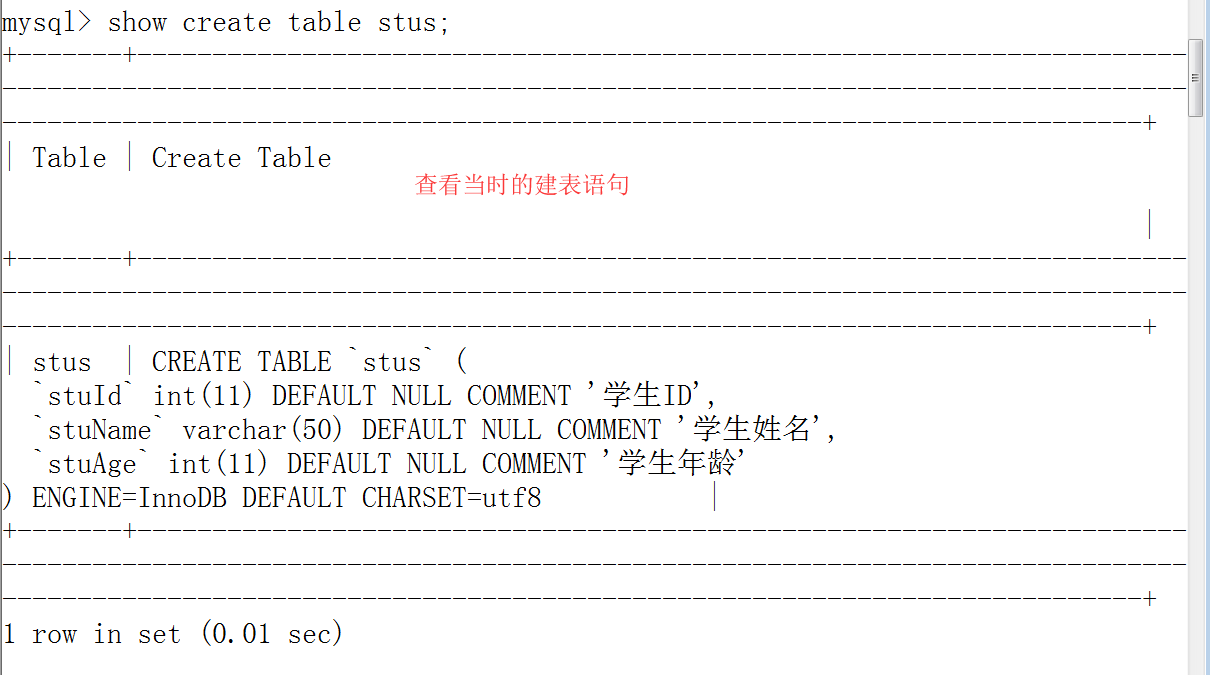 mysql> show create table stus;
+-------+----------------------------------------------------------------------
-------------------------------------------------------------------------------
----------------------------------------------------------------------------+
| Table | Create Table
查看当时的建表语句
|
+-------+----------------------------------------------------------------------
-------------------------------------------------------------------------------
----------------------------------------------------------------------------+
| stus  | CREATE TABLE `stus` (
  `stuId` int(11) DEFAULT NULL COMMENT '学生ID',
  `stuName` varchar(50) DEFAULT NULL COMMENT '学生姓名',
  `stuAge` int(11) DEFAULT NULL COMMENT '学生年龄'
) ENGINE=InnoDB DEFAULT CHARSET=utf8           |
+-------+----------------------------------------------------------------------
-------------------------------------------------------------------------------
----------------------------------------------------------------------------+
1 row in set (0.01 sec)